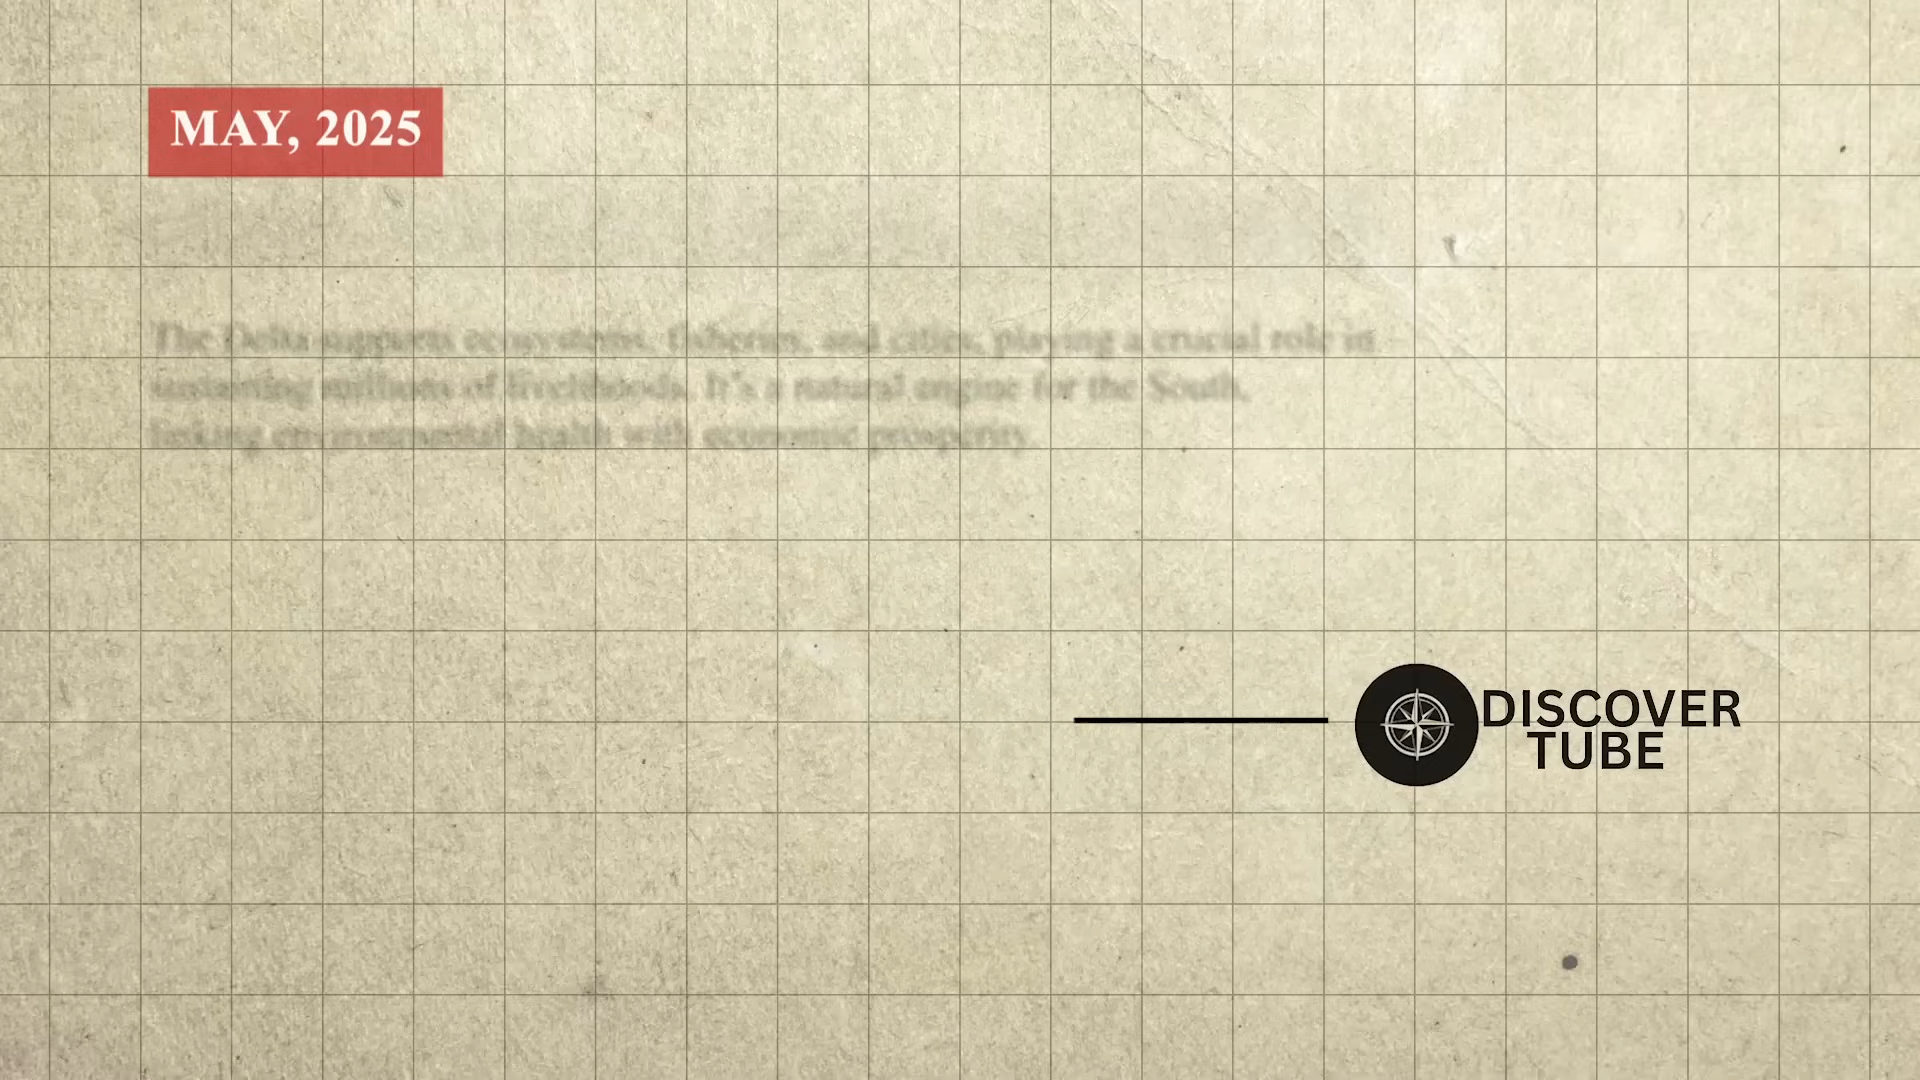 MAY, 2025
The Delta supports ecosystems, fisheries, and cities, playing a crucial role in
sustaining millions of livelihoods. It's a natural engine for the South,
linking environmental health with economic prosperity.
DISCOVER
TUBE